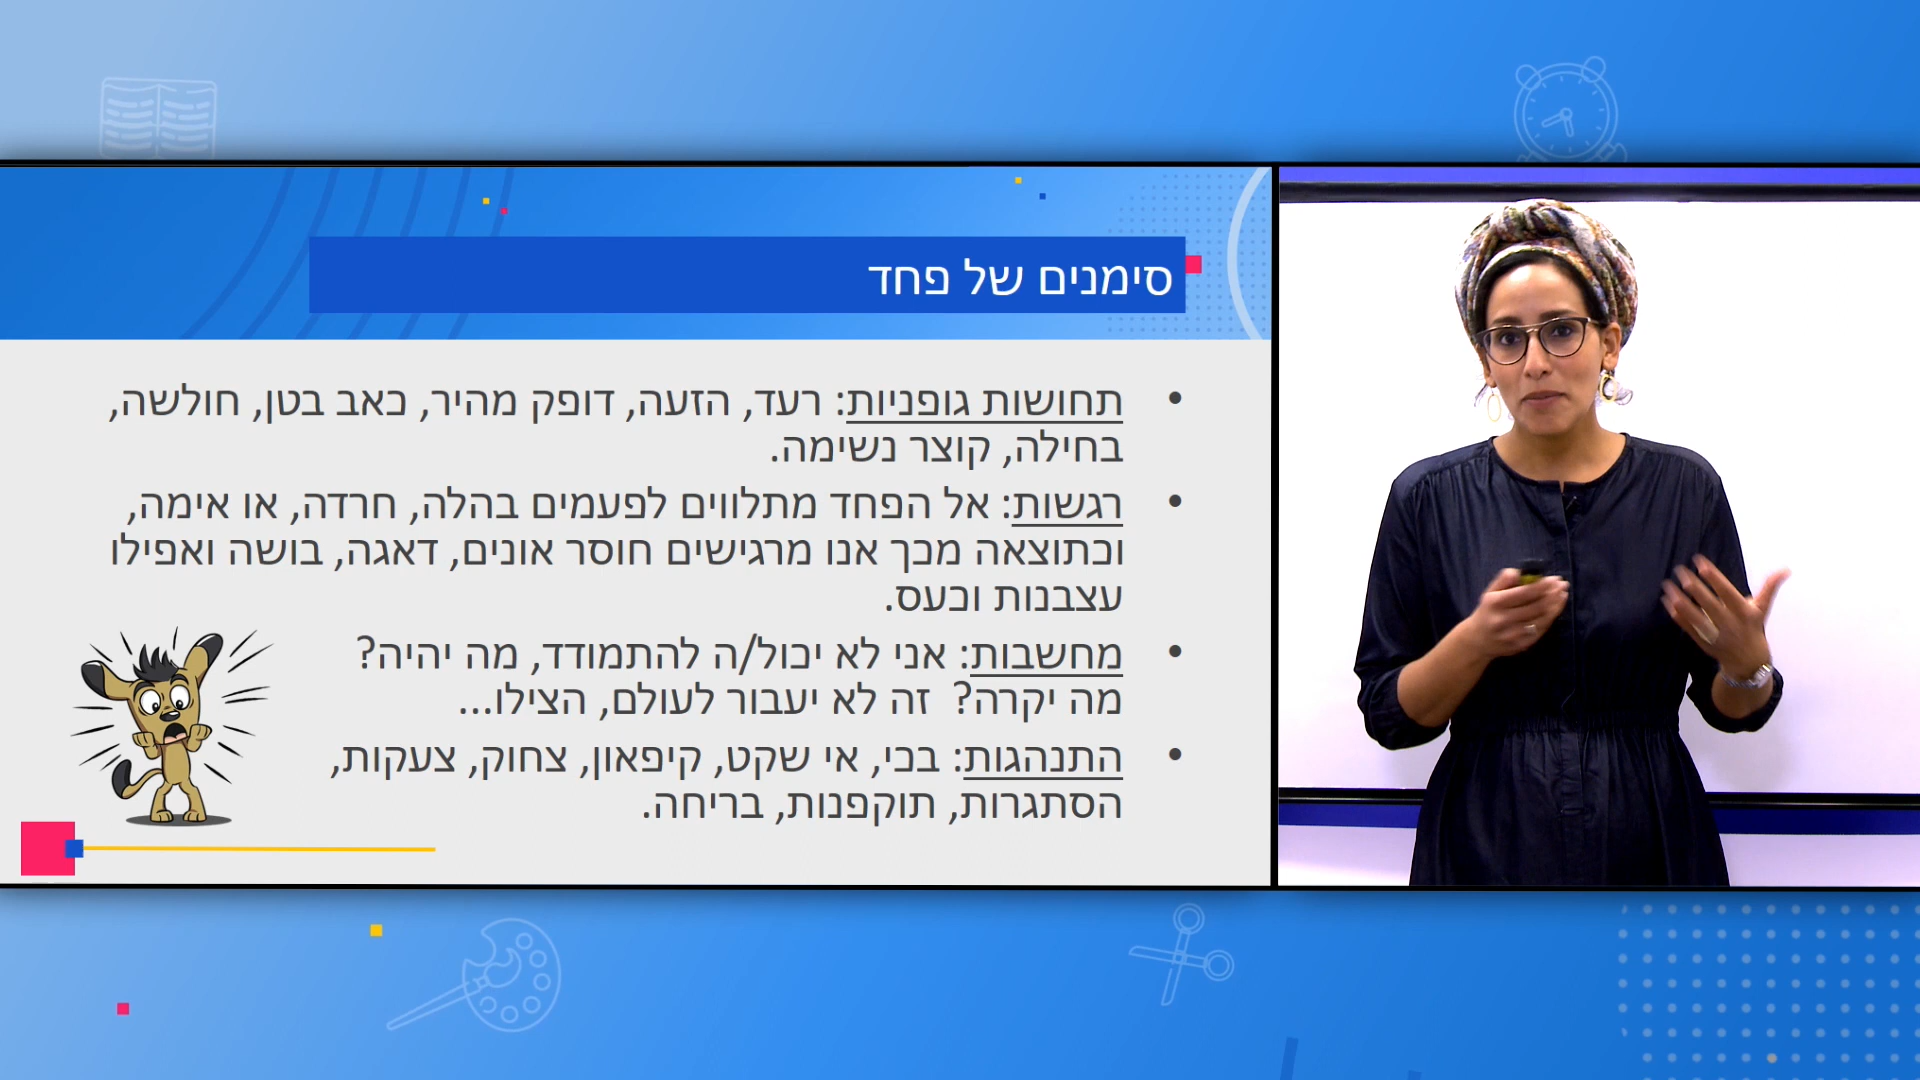 סימנים של פחד
• תחושות גופניות: רעד, הזעה, דופק מהיר, כאב בטן, חולשה,
בחילה, קוצר נשימה.
• רגשות: אל הפחד מתלווים לפעמים בהלה, חרדה, או אימה,
וכתוצאה מכך אנו מרגישים חוסר אונים, דאגה, בושה ואפילו
עצבנות וכעס.
• מחשבות: אני לא יכול/ה להתמודד, מה יהיה?
מה יקרה?  זה לא יעבור לעולם, הצילו...
• התנהגות: בכי, אי שקט, קיפאון, צחוק, צעקות,
הסתגרות, תוקפנות, בריחה.